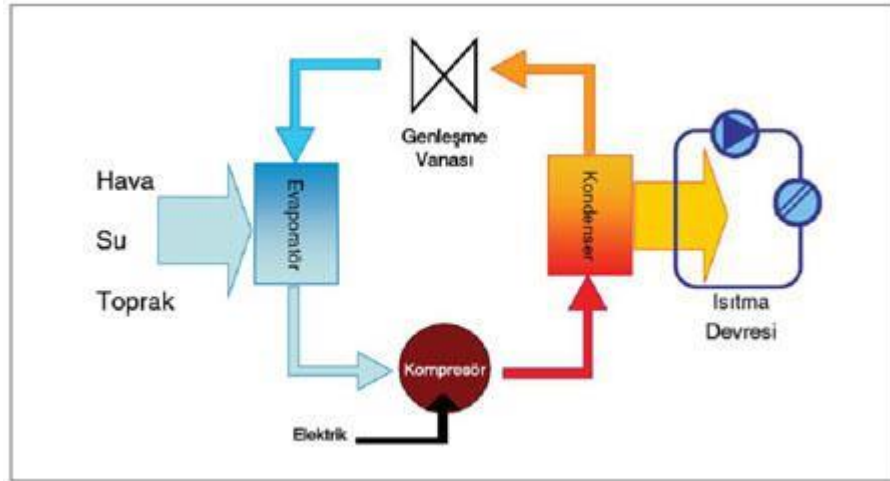 Genleşme
Vanası
Hava
Su
Toprak
Evaporatör
Kondenser
Isıtma
Devresi
Kompresör
Elektrik